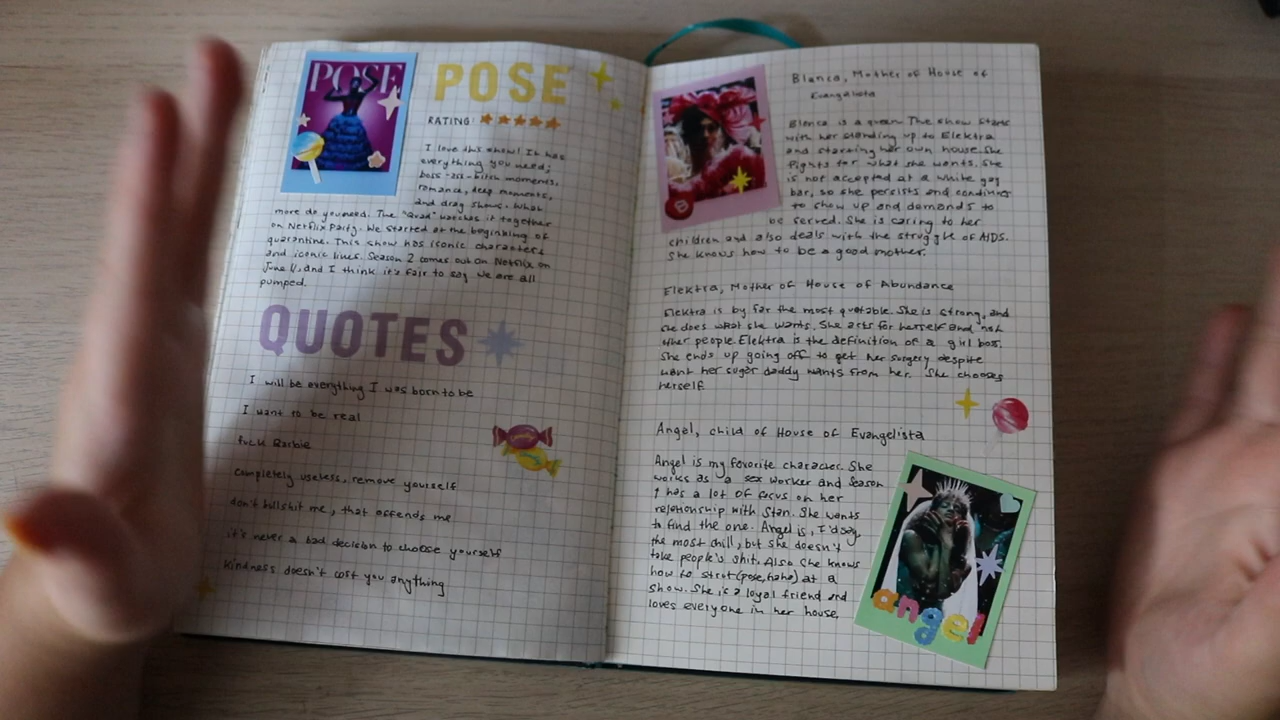 POSE
POSE
RATING:
I love this show! It has
everything you need;
boss-ass-bitch moments,
romance, deep moments,
and drag shows. What
more do you need. The "Quad" watches it together
on Netflix Party. We started at the beginning of
quarantine. This show has iconic characters
and iconic lines. Season 2 comes out on Netflix on
June 11, and I think it's fair to say we are all
pumped.
QUOTES
I will be everything I was born to be
I want to be real
fuck Barbie
Completely useless, remove yourself
don't bullshit me, that offends me
it's never a bad decision to choose yourself
kindness doesn't cost you anything
Blanca, Mother of House of
Evangelista
Blanca is a queen. The show starts
with her standing up to Elektra
and starting her own house. She
fights for what she wants. She
is not accepted at a white gay
bar, so she persists and continues
to show up and demands to
be served. She is caring to her
children and also deals with the struggle of AIDS.
She knows how to be a good mother.
Elektra, Mother of House of Abundance
Elektra is by far the most quotable. She is strong, and
she does what she wants. She acts for herself and not
other people. Elektra is the definition of a girl boss.
She ends up going off to get her surgery despite
what her sugar daddy wants from her. She chooses
herself
Angel, child of House of Evangelista
Angel is my favorite character. She
works as a sex worker and Season
1 has a lot of focus on her
relationship with Stan. She wants
to find the one. Angel is, I'd say,
the most chill, but she doesn't
take people's shit. Also she knows
how to strut (pose, haha) at a
show. She is a loyal friend and
loves everyone in her house.
angel